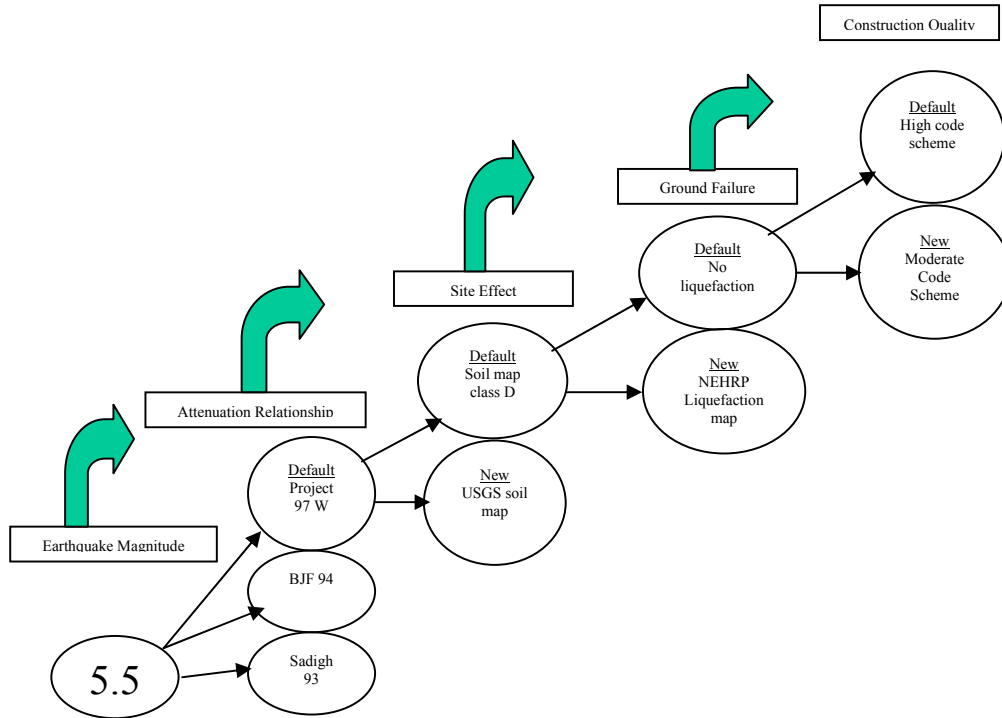 Construction Quality
Default
High code
scheme
Ground Failure
Default
No
liquefaction
New
Moderate
Code
Scheme
Site Effect
Default
Soil map
class D
New
NEHRP
Liquefaction
map
Attenuation Relationship
Default
Project
97 W
New
USGS soil
map
Earthquake Magnitude
BJF 94
5.5
Sadigh
93